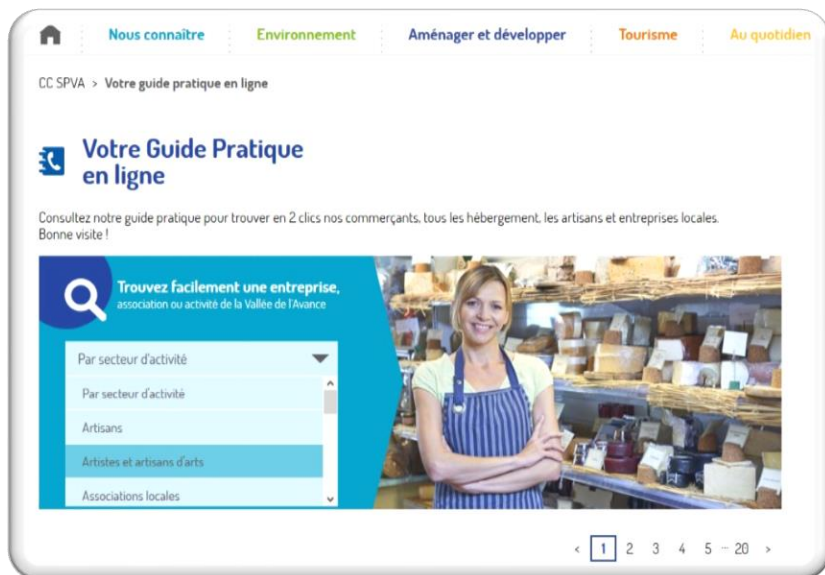 Nous connaître Environnement Aménager et développer Tourisme Au quotidien
CC SPVA > Votre guide pratique en ligne
Votre Guide Pratique
en ligne
Consultez notre guide pratique pour trouver en 2 clics nos commerçants, tous les hébergement, les artisans et entreprises locales.
Bonne visite !
Trouvez facilement une entreprise,
association ou activité de la Vallée de l'Avance
Par secteur d'activité
Par secteur d'activité
Artisans
Artistes et artisans d'arts
Associations locales
< 1 2 3 4 5 ... 20 >